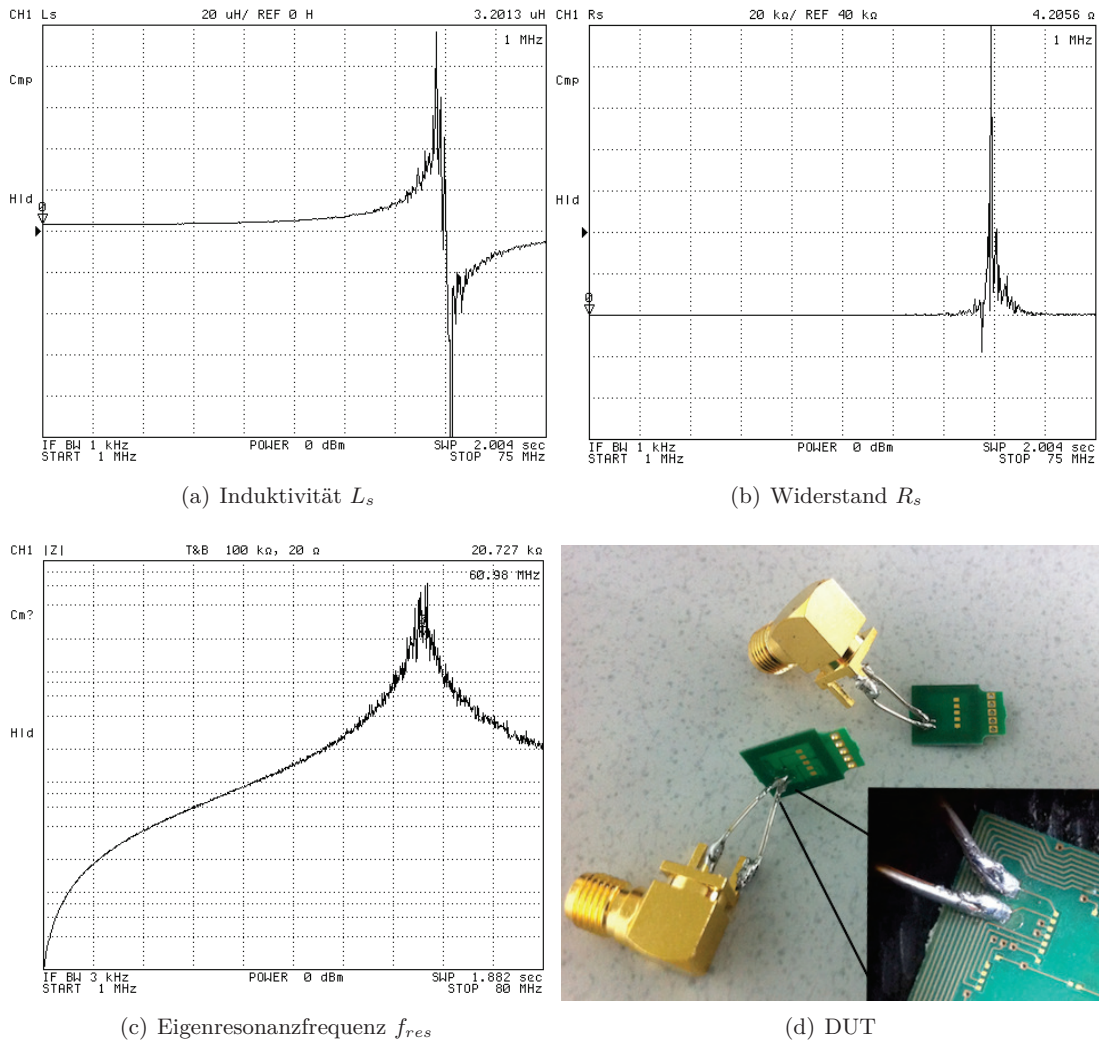 CH1 Ls 20 uH/ REF 0 H 3.2013 uH
1 MHz
Cmp
Hld
0
IF BW 1 kHz POWER 0 dBm SWP 2.004 sec
START 1 MHz STOP 75 MHz
(a) Induktivität Ls
CH1 Rs 20 kΩ/ REF 40 kΩ 4.2056 Ω
1 MHz
Cmp
Hld
0
IF BW 1 kHz POWER 0 dBm SWP 2.004 sec
START 1 MHz STOP 75 MHz
(b) Widerstand Rs
CH1 |Z| T&B 100 kΩ, 20 Ω 20.727 kΩ
60.98 MHz
Cm?
Hld
IF BW 3 kHz POWER 0 dBm SWP 1.882 sec
START 1 MHz STOP 80 MHz
(c) Eigenresonanzfrequenz fres
(d) DUT